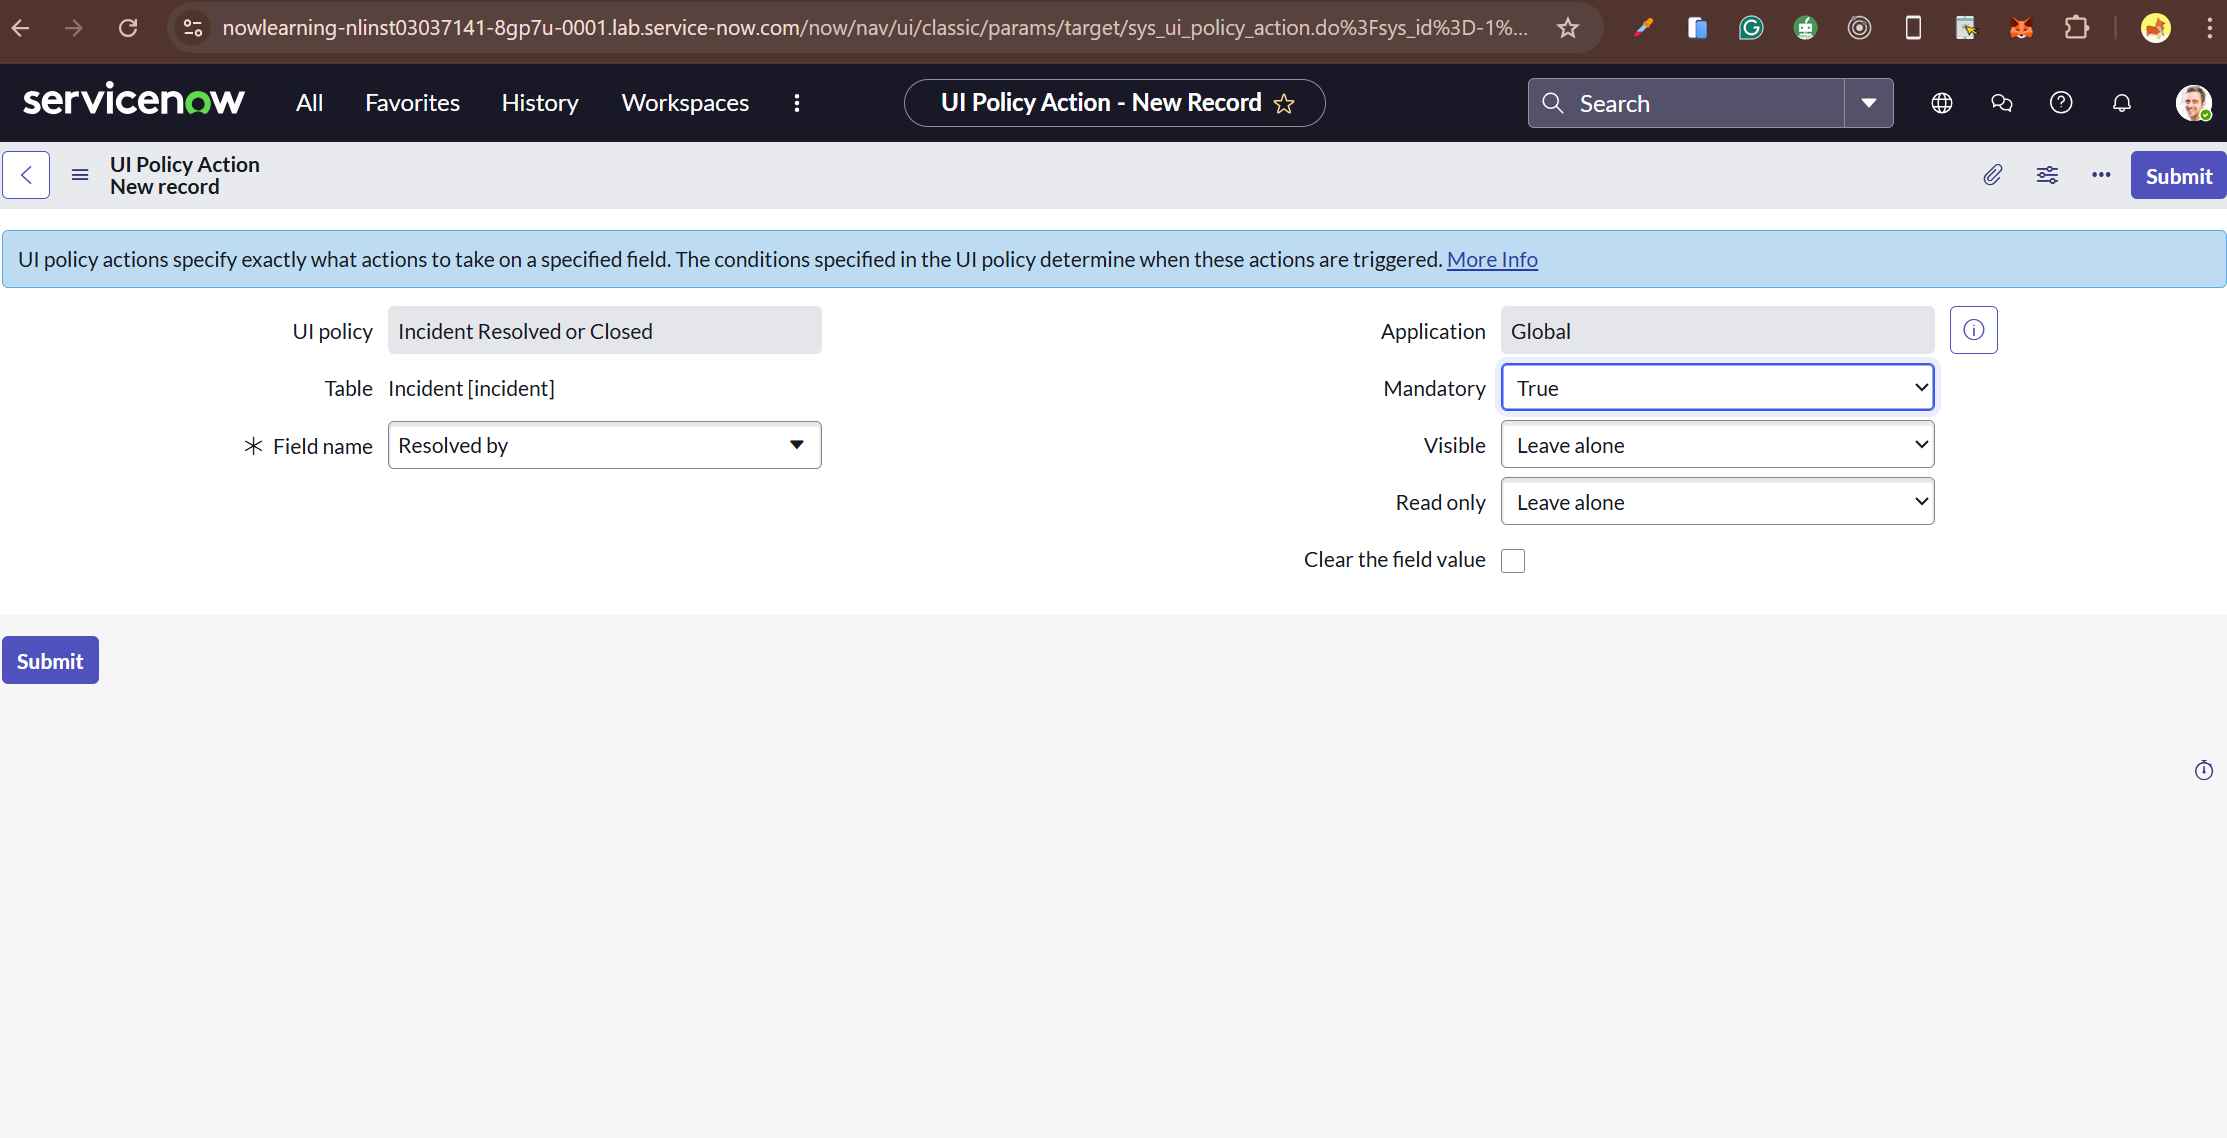 nowlearning-nlinst03037141-8gp7u-0001.lab.service-now.com/now/nav/ui/classic/params/target/sys_ui_policy_action.do%3Fsys_id%3D-1%...
servicenow All Favorites History Workspaces UI Policy Action - New Record Search
UI Policy Action
New record
Submit
UI policy actions specify exactly what actions to take on a specified field. The conditions specified in the UI policy determine when these actions are triggered. More Info
UI policy Incident Resolved or Closed
Table Incident [incident]
Field name Resolved by
Application Global
Mandatory True
Visible Leave alone
Read only Leave alone
Clear the field value
Submit